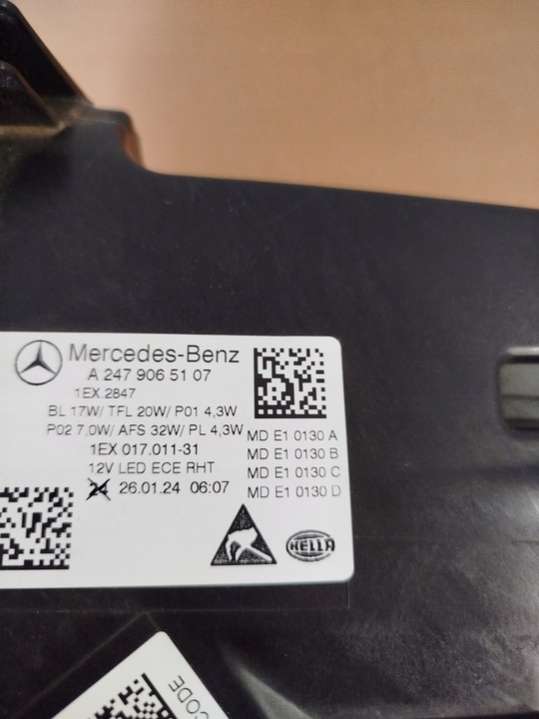 Mercedes-Benz
A 247 906 51 07
1EX 2847
BL 17W/ TFL 20W/ P01 4,3W
P02 7,0W/ AFS 32W/ PL 4,3W
1EX 017.011-31
12V LED ECE RHT
24 26.01.24 06:07
MD E1 0130 A
MD E1 0130 B
MD E1 0130 C
MD E1 0130 D
HELLA
CODE